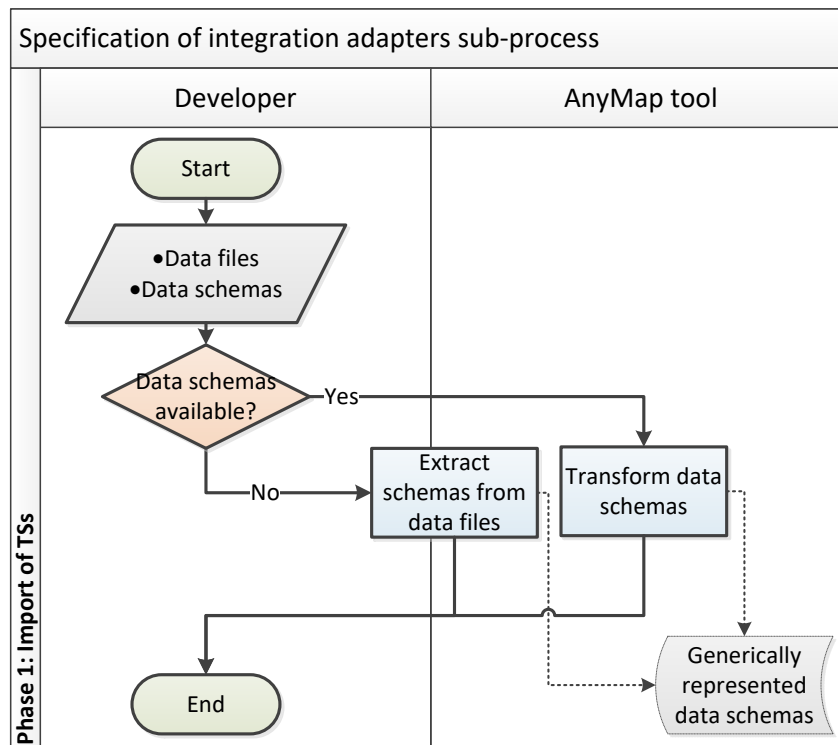 Specification of integration adapters sub-process
Developer
AnyMap tool
Phase 1: Import of TSs
Start
•Data files
•Data schemas
Data schemas
available?
Yes
No
Extract
schemas from
data files
Transform data
schemas
Generically
represented
data schemas
End